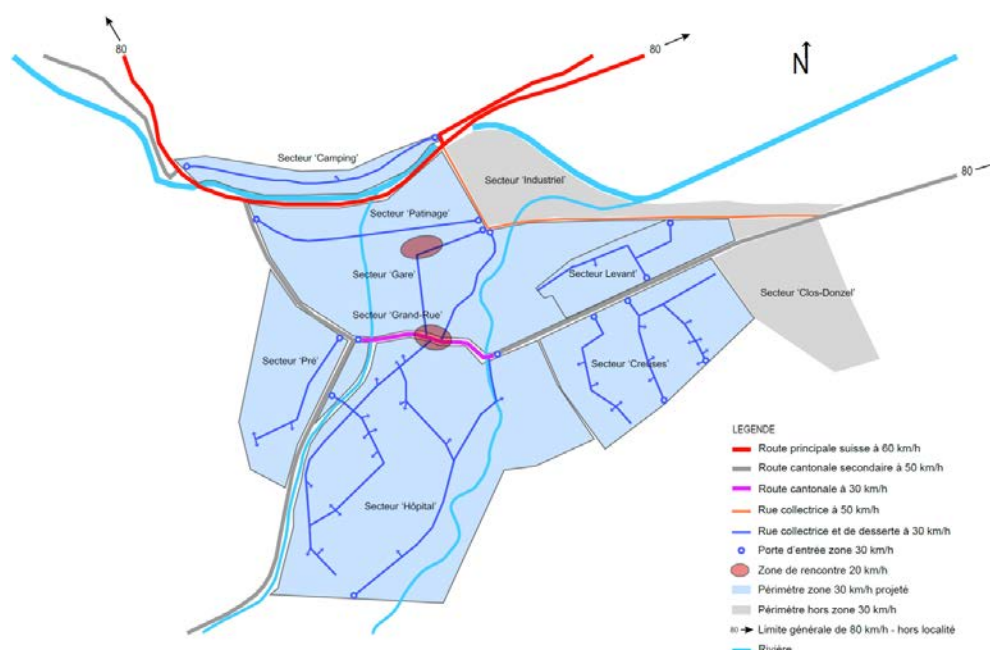 80
80
N
Secteur 'Camping'
Secteur 'Industriel'
80
Secteur 'Patinage'
Secteur 'Gare'
Secteur Levant'
Secteur 'Clos-Donzel'
Secteur 'Grand-Rue'
Secteur 'Pré'
Secteur 'Creuses'
Secteur 'Hôpital'
LEGENDE
Route principale suisse à 60 km/h
Route cantonale secondaire à 50 km/h
Route cantonale à 30 km/h
Rue collectrice à 50 km/h
Rue collectrice et de desserte à 30 km/h
Porte d'entrée zone 30 km/h
Zone de rencontre 20 km/h
Périmètre zone 30 km/h projeté
Périmètre hors zone 30 km/h
80 Limite générale de 80 km/h - hors localité
Rivière